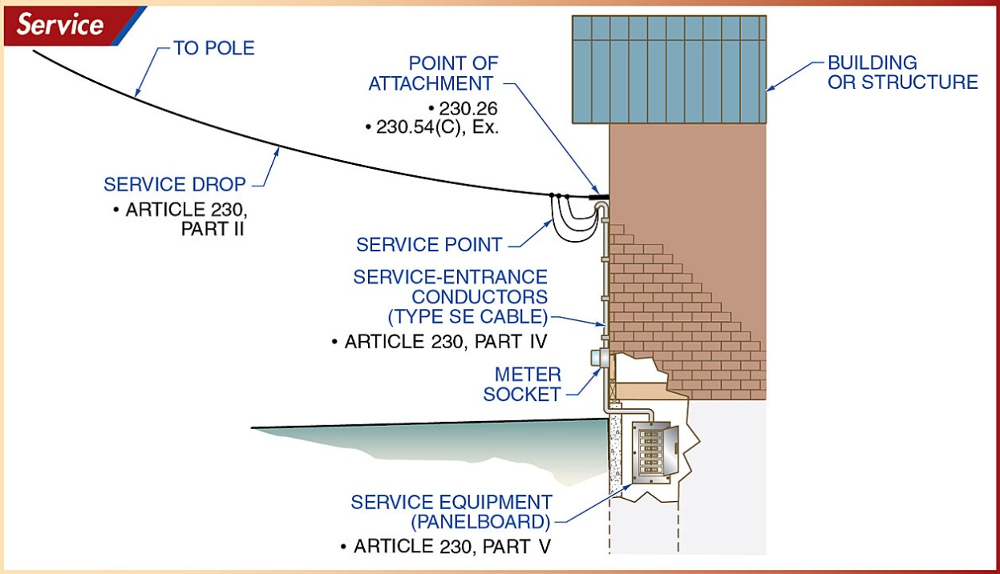 Service
TO POLE
POINT OF
ATTACHMENT
• 230.26
• 230.54(C), Ex.
BUILDING
OR STRUCTURE
SERVICE DROP
• ARTICLE 230,
PART II
SERVICE POINT
SERVICE-ENTRANCE
CONDUCTORS
(TYPE SE CABLE)
• ARTICLE 230, PART IV
METER
SOCKET
SERVICE EQUIPMENT
(PANELBOARD)
• ARTICLE 230, PART V